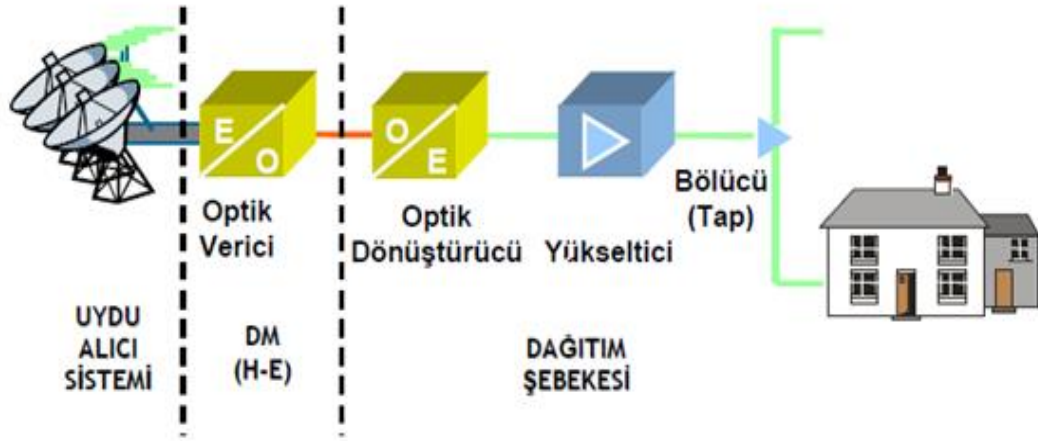 E
O
O
E
Optik
Verici
Optik
Dönüştürücü
Yükseltici
Bölücü
(Tap)
UYDU
ALICI
SİSTEMİ
DM
(H-E)
DAĞITIM
ŞEBEKESİ